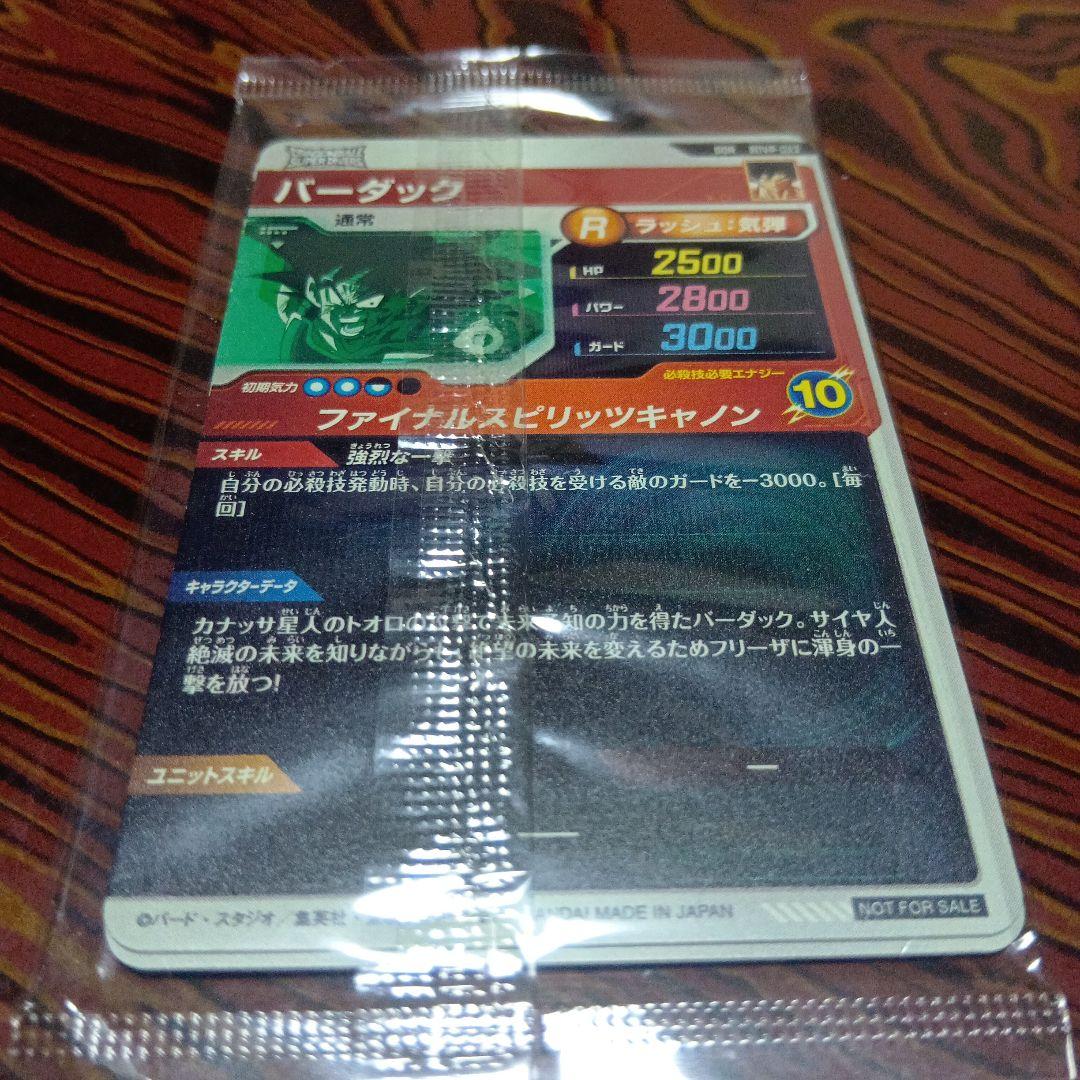 SUPER DIVERS
バーダック
通常
R ラッシュ:気弾
HP 2500
パワー 2800
ガード 3000
初期気力
必殺技必要エナジー 10
ファイナルスピリッツキャノン
スキル 強烈な一撃
自分の必殺技発動時、自分の必殺技を受ける敵のガードを-3000。[毎
回]
キャラクターデータ
カナッサ星人のトオロの 撃で未来 知の力を得たバーダック。サイヤ人
絶滅の未来を知りながら 絶望の未来を変えるためフリーザに渾身の一
撃を放つ!
ユニットスキル
©バード・スタジオ/集英社・ BANDAI MADE IN JAPAN NOT FOR SALE